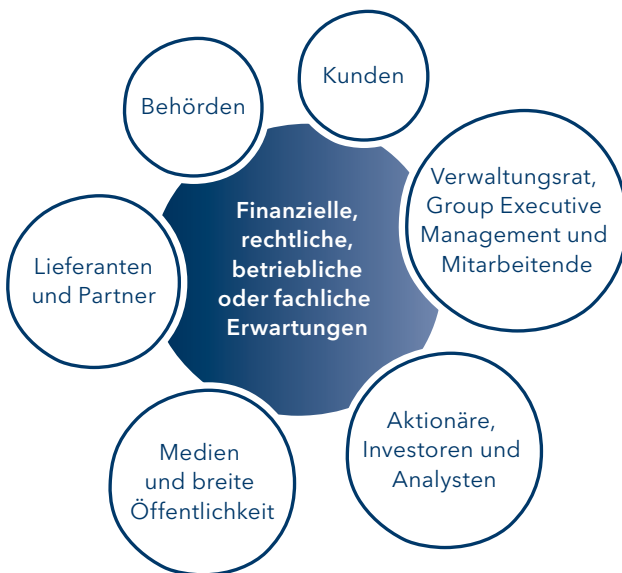 Kunden
Behörden
Verwaltungsrat,
Group Executive
Management und
Mitarbeitende
Finanzielle,
rechtliche,
betriebliche
oder fachliche
Erwartungen
Lieferanten
und Partner
Aktionäre,
Investoren und
Analysten
Medien
und breite
Öffentlichkeit